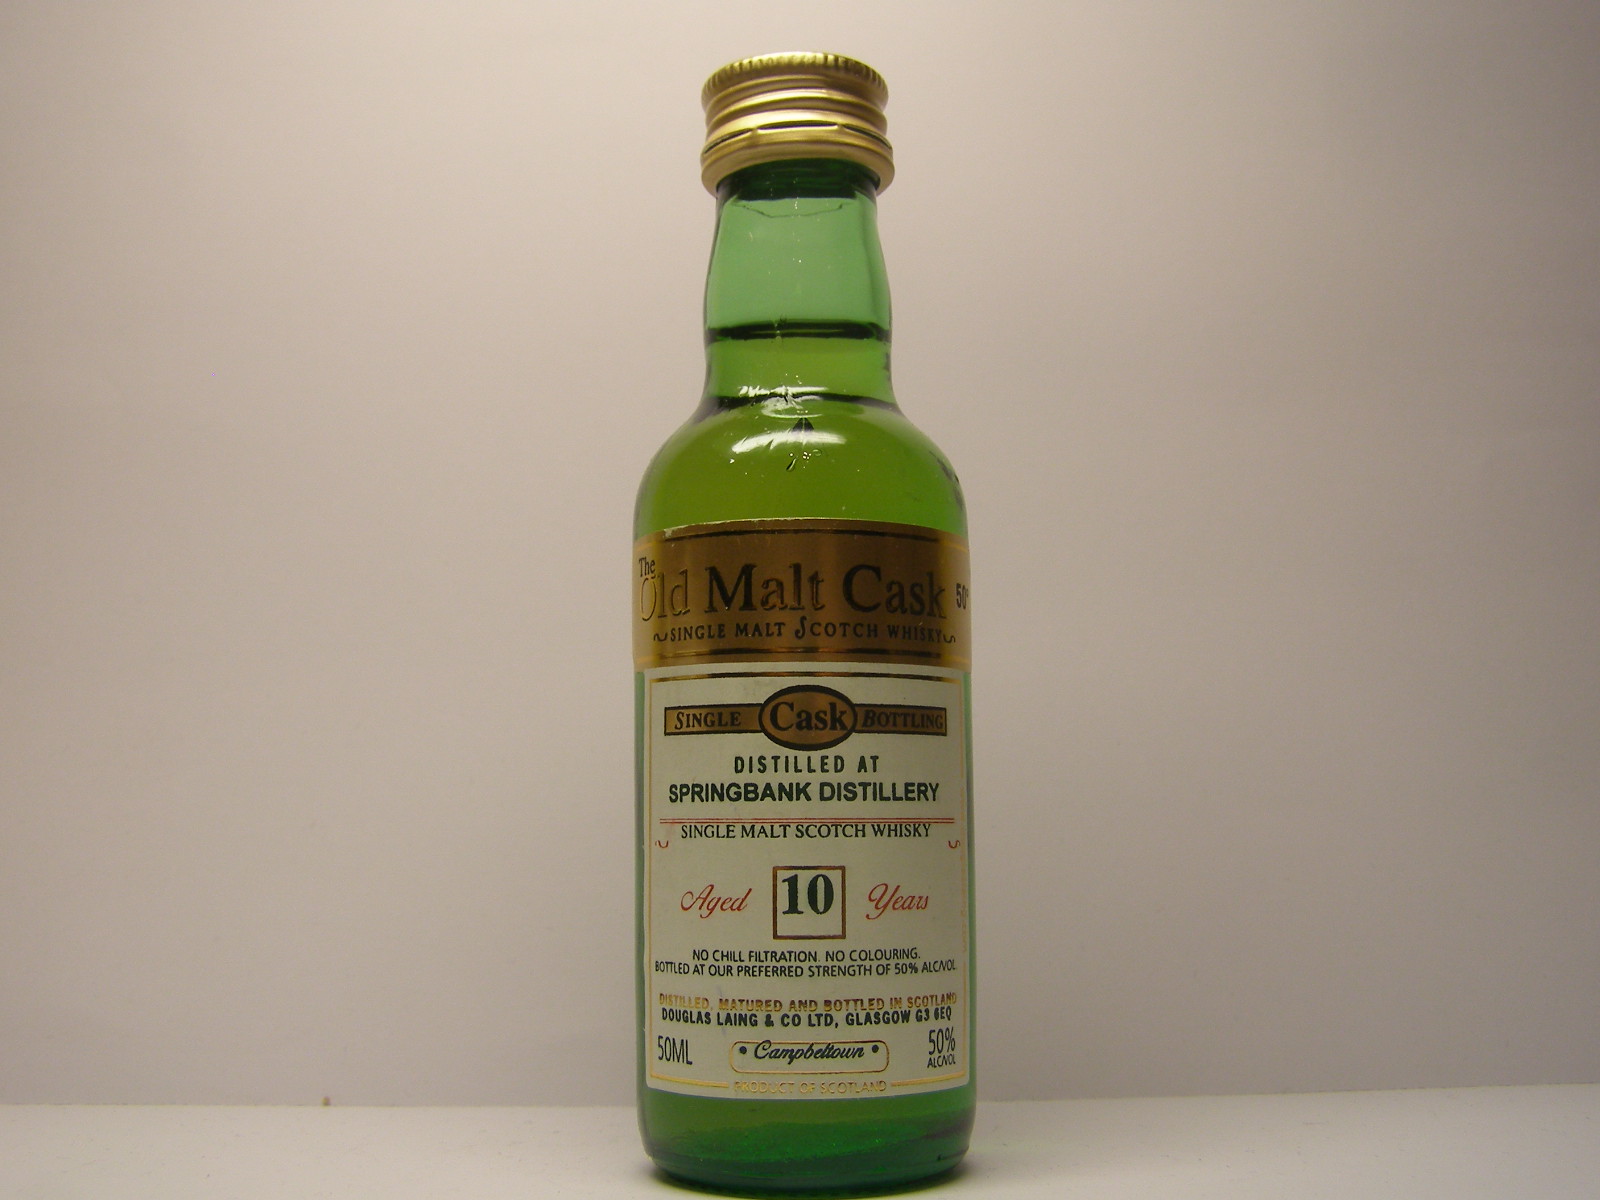 The
Old Malt Cask 50°
SINGLE MALT SCOTCH WHISKY
SINGLE Cask BOTTLING
DISTILLED AT
SPRINGBANK DISTILLERY
SINGLE MALT SCOTCH WHISKY
Aged 10 Years
NO CHILL FILTRATION. NO COLOURING.
BOTTLED AT OUR PREFERRED STRENGTH OF 50% ALC/VOL.
DISTILLED, MATURED AND BOTTLED IN SCOTLAND
DOUGLAS LAING & CO LTD, GLASGOW G3 6EQ
50ML • Campbeltown • 50%
ALC/VOL
PRODUCT OF SCOTLAND